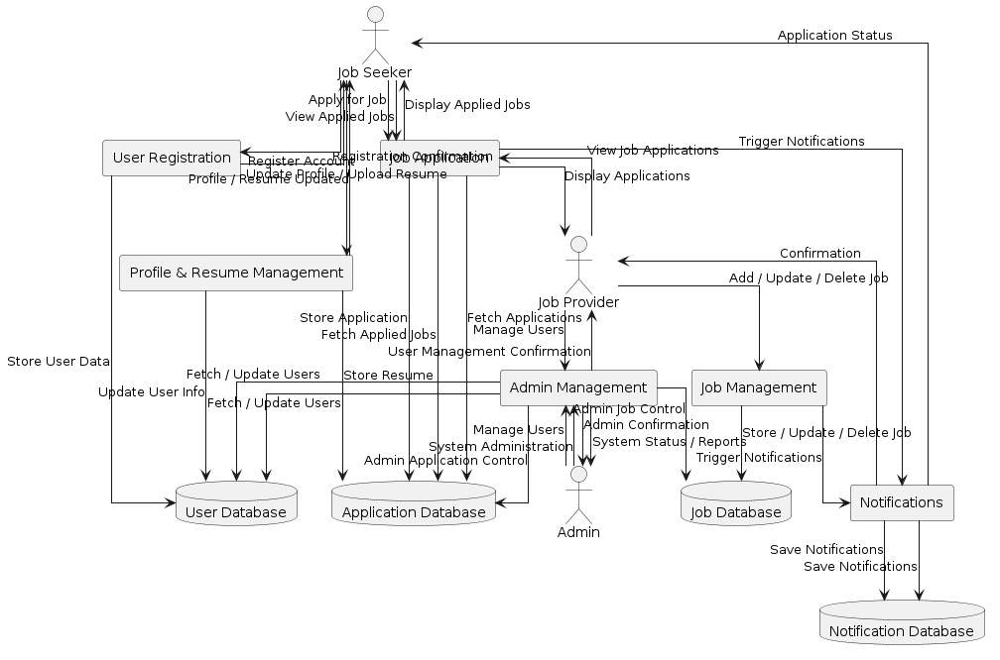 Application Status
Job Seeker
Apply for Job
Display Applied Jobs
View Applied Jobs
Trigger Notifications
View Job Applications
User Registration
Job Application
Registration Confirmation
Register Account
Update Profile / Upload Resume
Profile / Resume Updated
Display Applications
Confirmation
Profile & Resume Management
Add / Update / Delete Job
Job Provider
Store Application
Fetch Applications
Manage Users
Fetch Applied Jobs
User Management Confirmation
Store User Data
Fetch / Update Users
Store Resume
Admin Management
Job Management
Update User Info
Fetch / Update Users
Admin Job Control
Admin Confirmation
Manage Users
Store / Update / Delete Job
System Status / Reports
System Administration
Admin Application Control
Trigger Notifications
Notifications
User Database
Application Database
Job Database
Admin
Save Notifications
Save Notifications
Notification Database